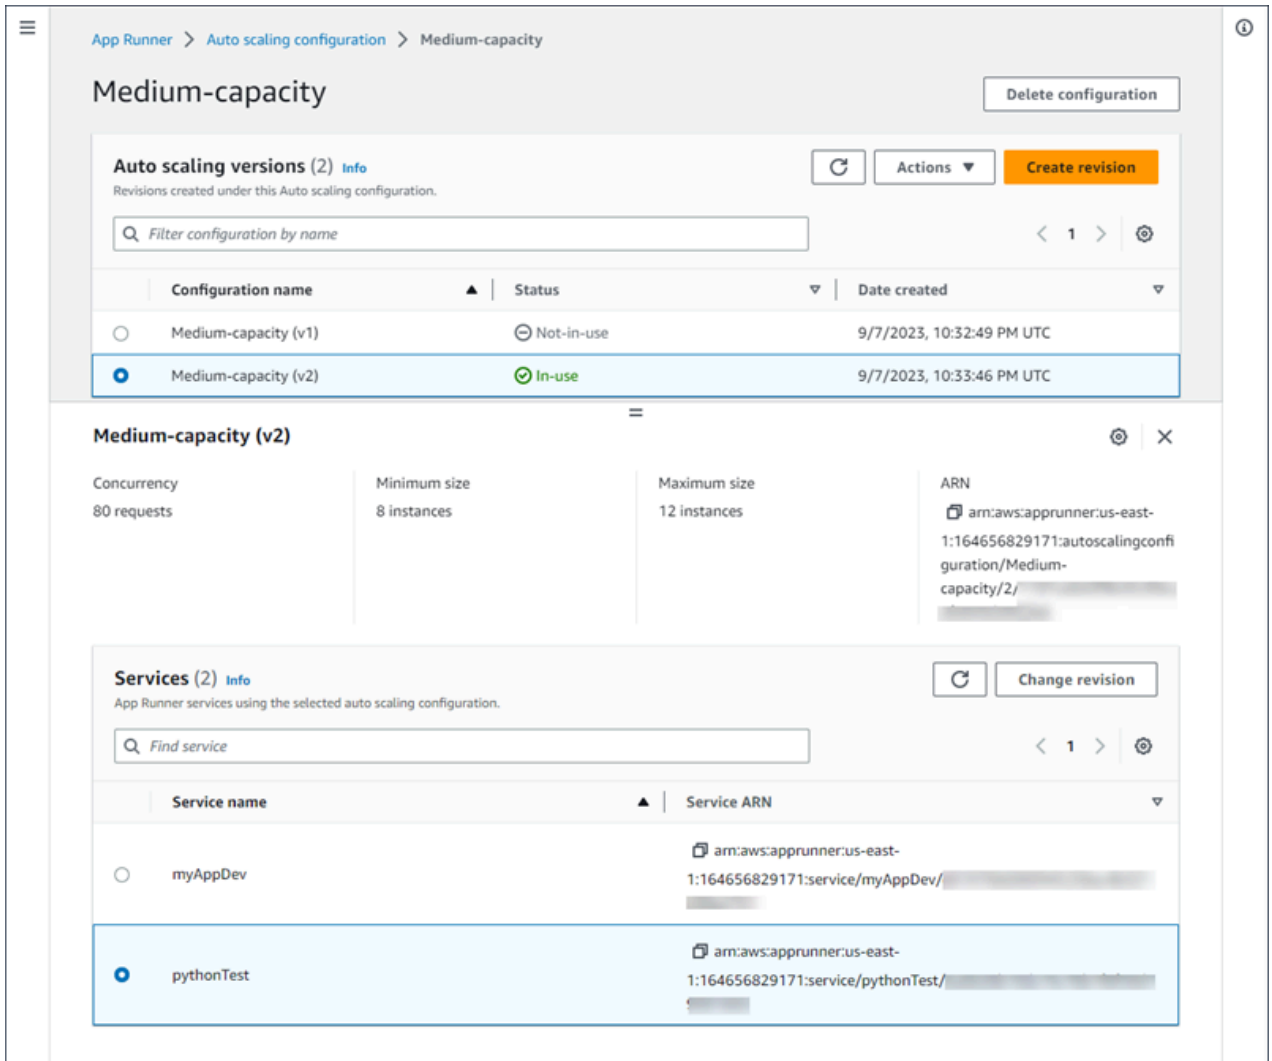 App Runner > Auto scaling configuration > Medium-capacity
Medium-capacity
Delete configuration
Auto scaling versions (2) Info
Revisions created under this Auto scaling configuration.
Actions
Create revision
Filter configuration by name
1
Configuration name
Status
Date created
Medium-capacity (v1)
Not-in-use
9/7/2023, 10:32:49 PM UTC
Medium-capacity (v2)
In-use
9/7/2023, 10:33:46 PM UTC
Medium-capacity (v2)
Concurrency
80 requests
Minimum size
8 instances
Maximum size
12 instances
ARN
arn:aws:apprunner:us-east-
1:164656829171:autoscalingconfi
guration/Medium-
capacity/2/
Services (2) Info
App Runner services using the selected auto scaling configuration.
Change revision
Find service
1
Service name
Service ARN
myAppDev
arn:aws:apprunner:us-east-
1:164656829171:service/myAppDev/
pythonTest
arn:aws:apprunner:us-east-
1:164656829171:service/pythonTest/